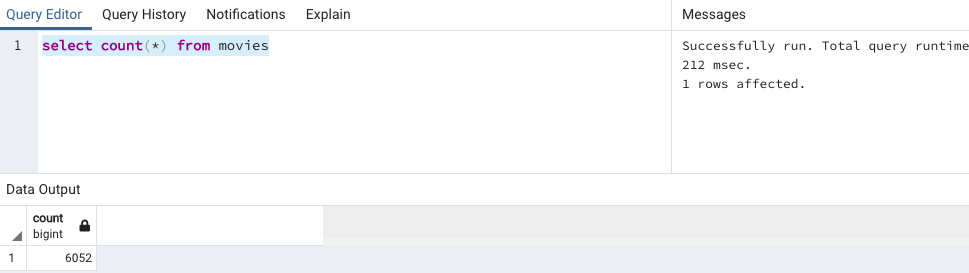 Query Editor Query History Notifications Explain Messages
1 select count(*) from movies
Successfully run. Total query runtime
212 msec.
1 rows affected.
Data Output
count
bigint
1 6052